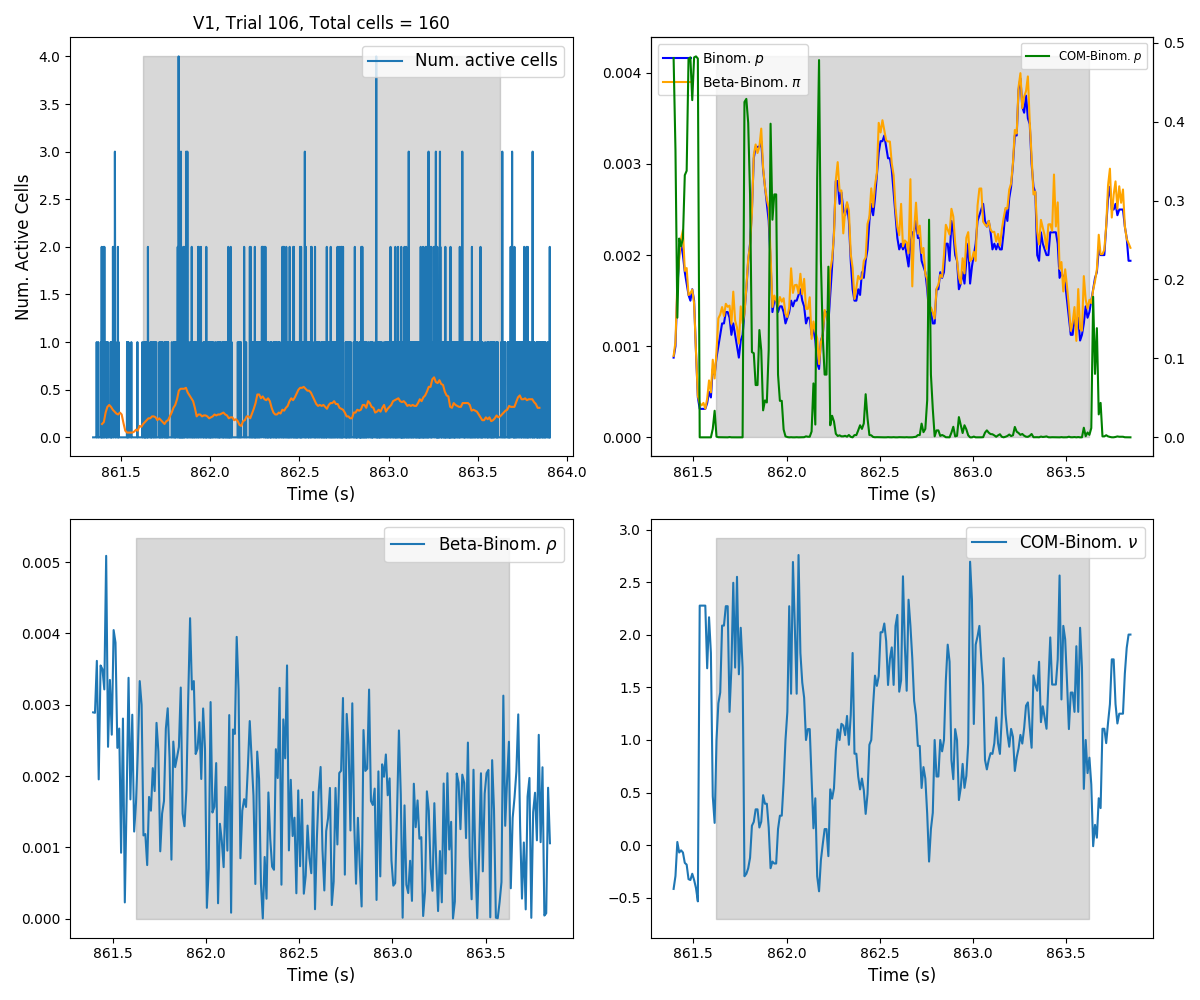 V1, Trial 106, Total cells = 160
Num. active cells
Num. Active Cells
4.0
3.5
3.0
2.5
2.0
1.5
1.0
0.5
0.0
861.5 862.0 862.5 863.0 863.5 864.0
Time (s)
Binom. p
Beta-Binom. π
COM-Binom. p
0.004
0.003
0.002
0.001
0.000
0.5
0.4
0.3
0.2
0.1
0.0
861.5 862.0 862.5 863.0 863.5
Time (s)
Beta-Binom. ρ
0.005
0.004
0.003
0.002
0.001
0.000
861.5 862.0 862.5 863.0 863.5
Time (s)
COM-Binom. ν
3.0
2.5
2.0
1.5
1.0
0.5
0.0
−0.5
861.5 862.0 862.5 863.0 863.5
Time (s)